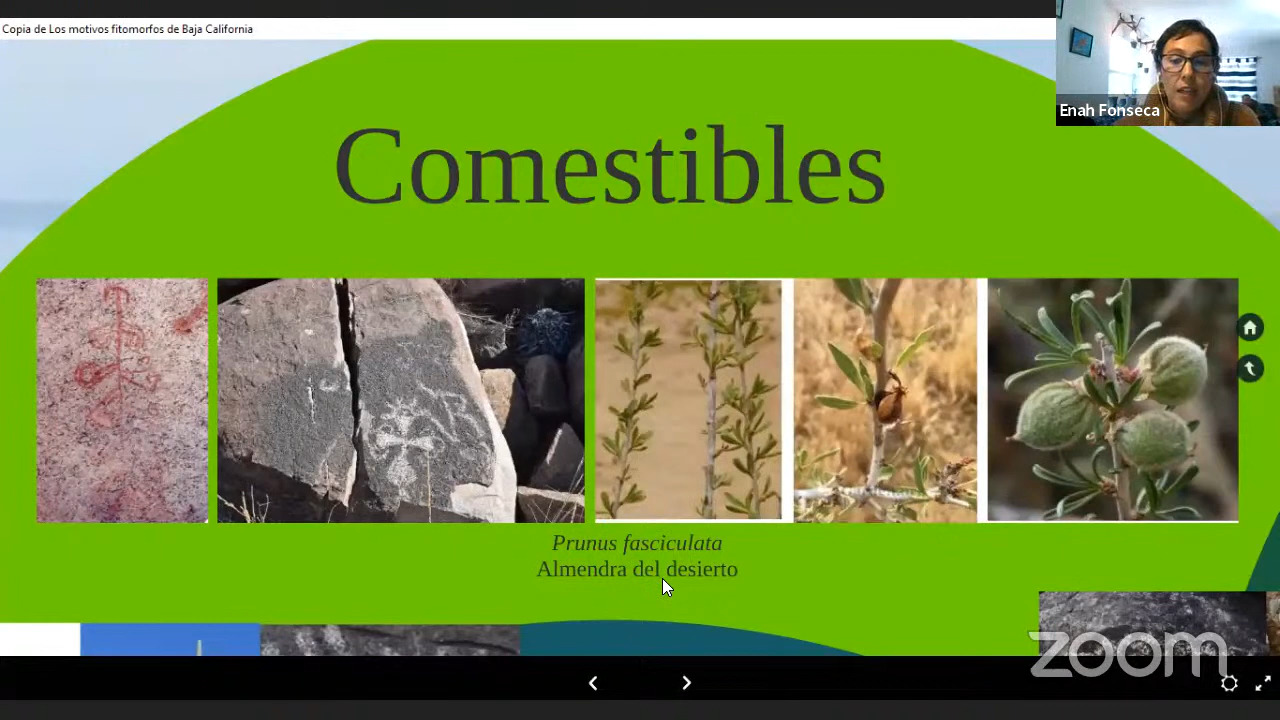 Copia de Los motivos fitomorfos de Baja California
Enah Fonseca
Comestibles
Prunus fasciculata
Almendra del desierto
zoom